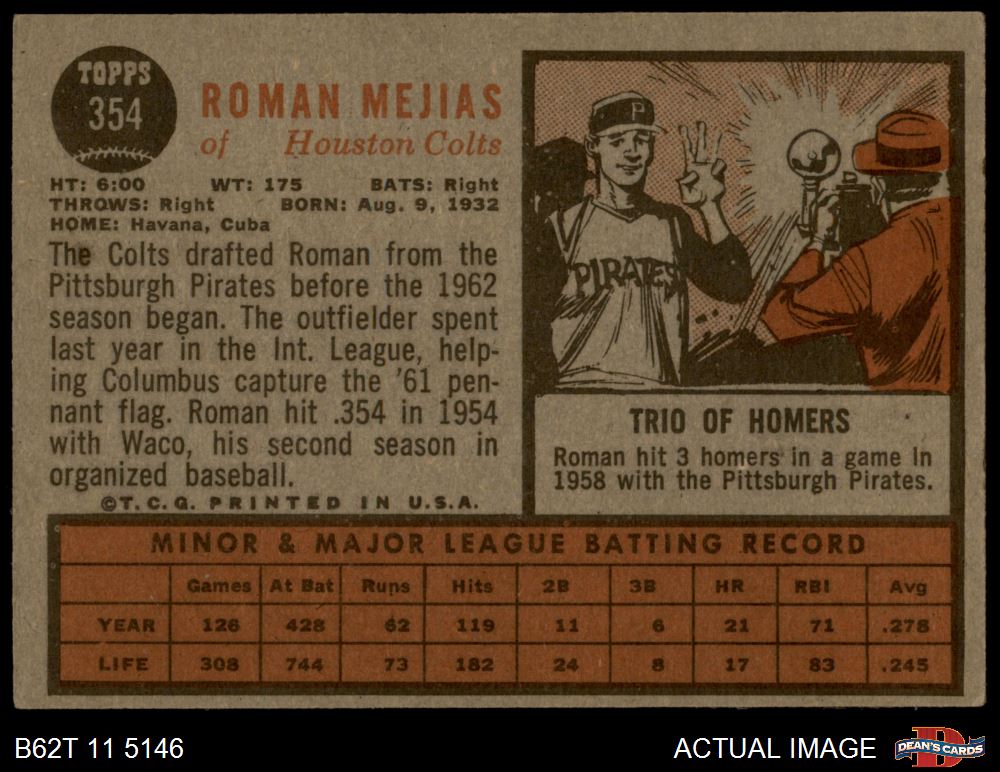 TOPPS
354
ROMAN MEJIAS
of Houston Colts
HT: 6:00 WT: 175 BATS: Right
THROWS: Right BORN: Aug. 9, 1932
HOME: Havana, Cuba
The Colts drafted Roman from the
Pittsburgh Pirates before the 1962
season began. The outfielder spent
last year in the Int. League, help-
ing Columbus capture the '61 pen-
nant flag. Roman hit .354 in 1954
with Waco, his second season in
organized baseball.
©T.C.G. PRINTED IN U.S.A.
P
PIRATES
TRIO OF HOMERS
Roman hit 3 homers in a game in
1958 with the Pittsburgh Pirates.
MINOR & MAJOR LEAGUE BATTING RECORD
Games At Bat Runs Hits 2B 3B HR RBI Avg
YEAR 126 428 62 119 11 6 21 71 .278
LIFE 308 744 73 182 24 8 17 83 .245
B62T 11 5146
ACTUAL IMAGE
D
DEAN'S CARDS